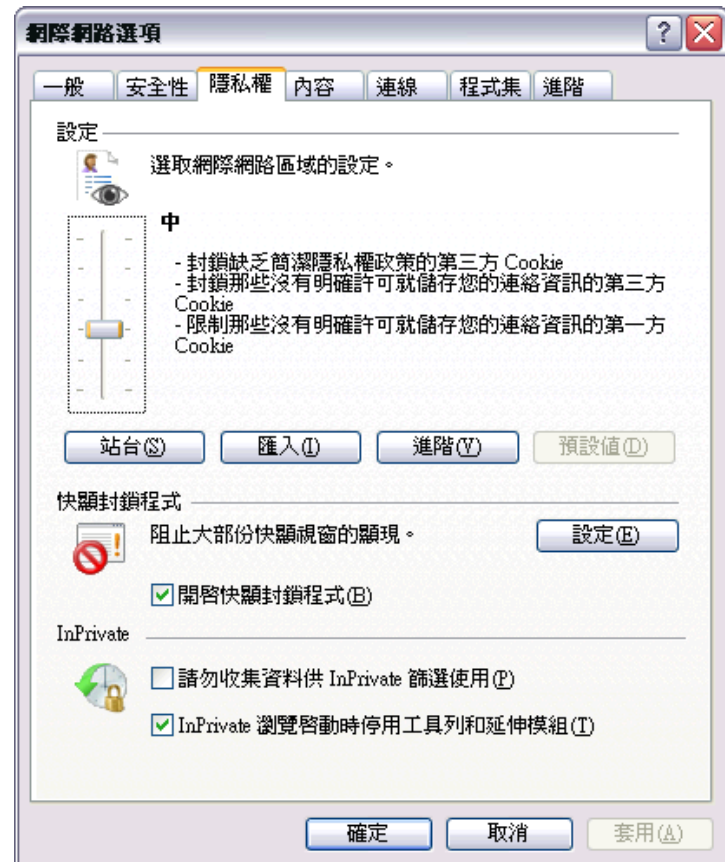 網際網路選項
一般 安全性 隱私權 內容 連線 程式集 進階
設定
選取網際網路區域的設定。
中
- 封鎖缺乏簡潔隱私權政策的第三方 Cookie
- 封鎖那些沒有明確許可就儲存您的連絡資訊的第三方
Cookie
- 限制那些沒有明確許可就儲存您的連絡資訊的第一方
Cookie
站台(S) 匯入(I) 進階(V) 預設值(D)
快顯封鎖程式
阻止大部份快顯視窗的顯現。 設定(E)
開啓快顯封鎖程式(B)
InPrivate
請勿收集資料供 InPrivate 篩選使用(P)
InPrivate 瀏覽啓動時停用工具列和延伸模組(T)
確定 取消 套用(A)